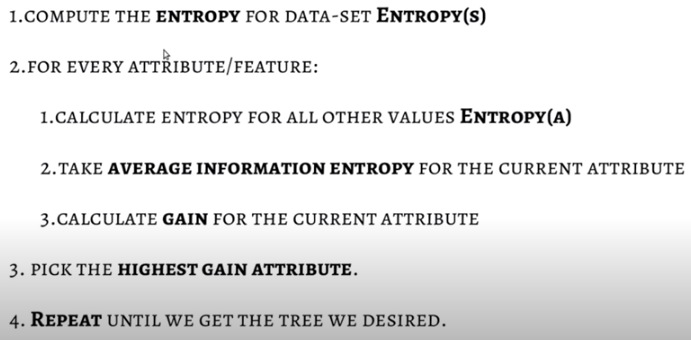 1.COMPUTE THE ENTROPY FOR DATA-SET ENTROPY(S)
2.FOR EVERY ATTRIBUTE/FEATURE:
1.CALCULATE ENTROPY FOR ALL OTHER VALUES ENTROPY(A)
2.TAKE AVERAGE INFORMATION ENTROPY FOR THE CURRENT ATTRIBUTE
3.CALCULATE GAIN FOR THE CURRENT ATTRIBUTE
3. PICK THE HIGHEST GAIN ATTRIBUTE.
4. REPEAT UNTIL WE GET THE TREE WE DESIRED.